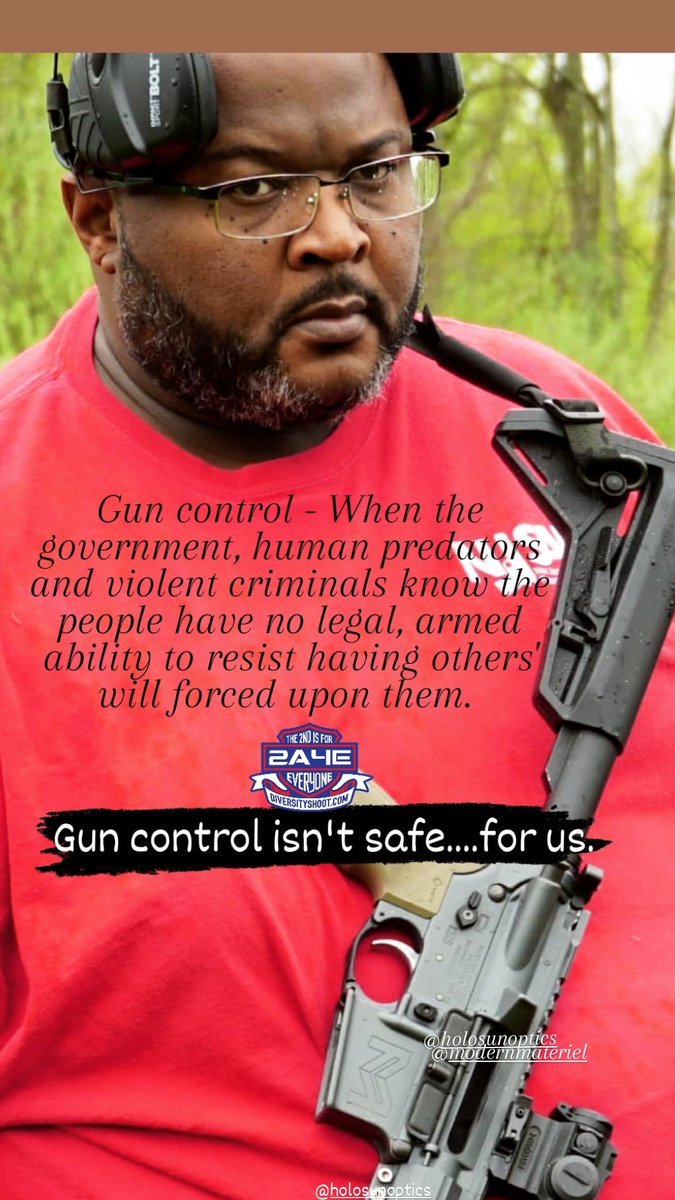 BOLT
Gun control - When the
government, human predators
and violent criminals know the
people have no legal, armed
ability to resist having others'
will forced upon them.
THE 2ND IS FOR
2A4E
EVERYONE
DIVERSITYSHOOT.COM
Gun control isn't safe....for us.
@holosunoptics
@modernmateriel
@holosunoptics